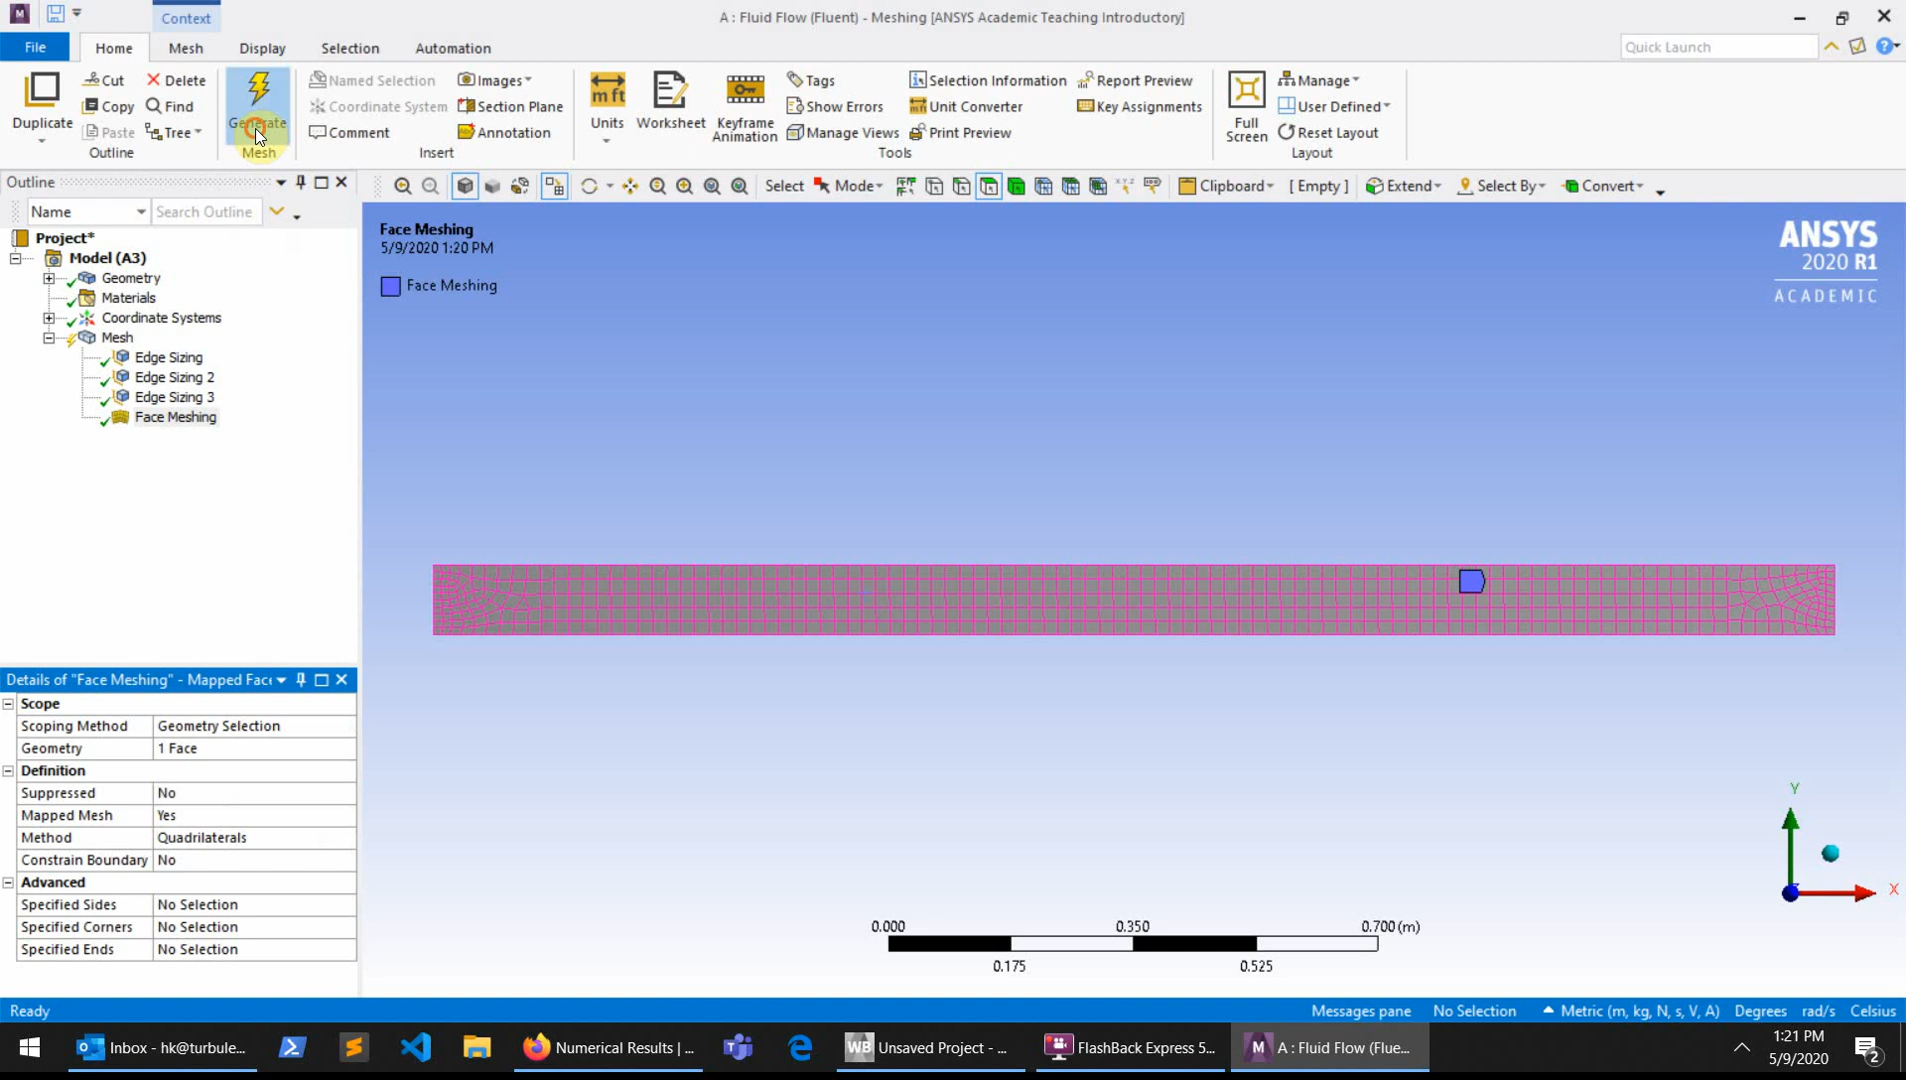 Context
A : Fluid Flow (Fluent) - Meshing [ANSYS Academic Teaching Introductory]
File Home Mesh Display Selection Automation
Quick Launch
Duplicate
Cut
Copy
Paste
Delete
Find
Tree
Outline
Generate
Mesh
Named Selection
Coordinate System
Comment
Images
Section Plane
Annotation
Insert
Units
Worksheet
Keyframe
Animation
Tags
Show Errors
Manage Views
Selection Information
Unit Converter
Print Preview
Report Preview
Key Assignments
Tools
Full
Screen
Manage
User Defined
Reset Layout
Layout
Outline
Name
Search Outline
Select Mode Clipboard [ Empty ] Extend Select By Convert
Project*
Model (A3)
Geometry
Materials
Coordinate Systems
Mesh
Edge Sizing
Edge Sizing 2
Edge Sizing 3
Face Meshing
Face Meshing
5/9/2020 1:20 PM
Face Meshing
ANSYS
2020 R1
ACADEMIC
Details of "Face Meshing" - Mapped Fac
Scope
Scoping Method Geometry Selection
Geometry 1 Face
Definition
Suppressed No
Mapped Mesh Yes
Method Quadrilaterals
Constrain Boundary No
Advanced
Specified Sides No Selection
Specified Corners No Selection
Specified Ends No Selection
Y
X
0.000 0.350 0.700 (m)
0.175 0.525
Ready
Messages pane No Selection Metric (m, kg, N, s, V, A) Degrees rad/s Celsius
Inbox - hk@turbule...
Numerical Results | ...
WB Unsaved Project - ...
FlashBack Express 5...
M A : Fluid Flow (Flue...
1:21 PM
5/9/2020
2